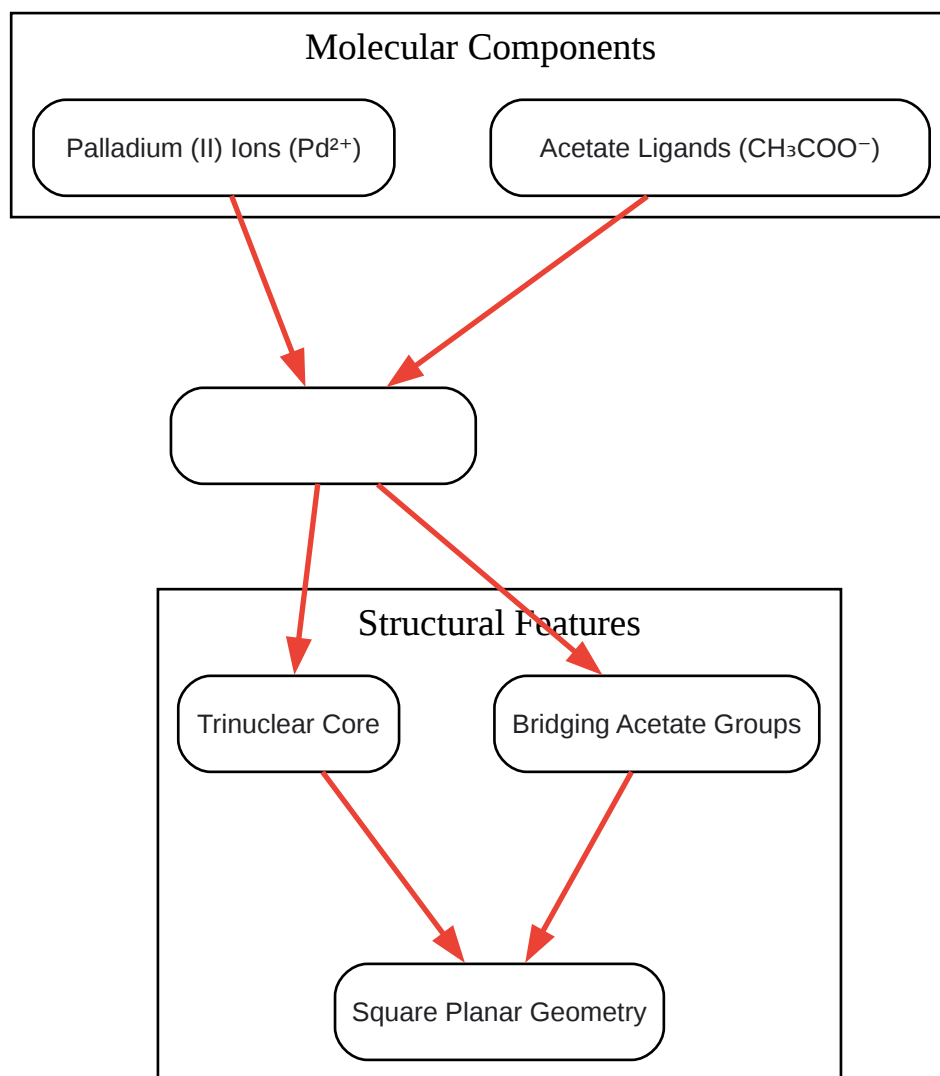 Molecular Components
Palladium (II) Ions (Pd²⁺)
Acetate Ligands (CH₃COO⁻)
Structural Features
Trinuclear Core
Bridging Acetate Groups
Square Planar Geometry